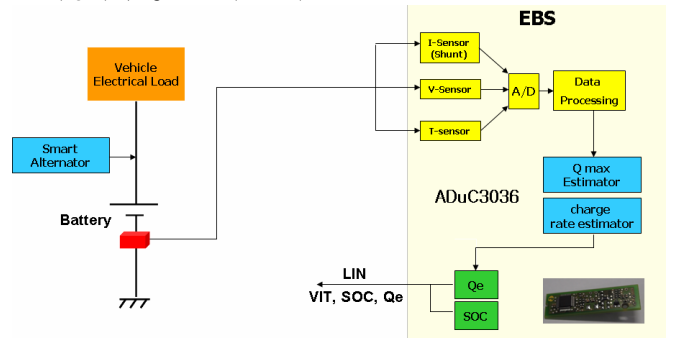 EBS
Vehicle
Electrical Load
I-Sensor
(Shunt)
V-Sensor
A/D
Data
Processing
T-sensor
Smart
Alternator
Q max
Estimator
Battery
ADuC3036
charge
rate estimator
LIN
VIT, SOC, Qe
Qe
SOC